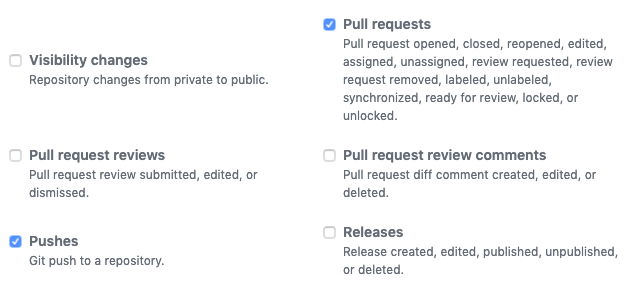 Visibility changes
Repository changes from private to public.
Pull requests
Pull request opened, closed, reopened, edited,
assigned, unassigned, review requested, review
request removed, labeled, unlabeled,
synchronized, ready for review, locked, or
unlocked.
Pull request reviews
Pull request review submitted, edited, or
dismissed.
Pull request review comments
Pull request diff comment created, edited, or
deleted.
Pushes
Git push to a repository.
Releases
Release created, edited, published, unpublished,
or deleted.